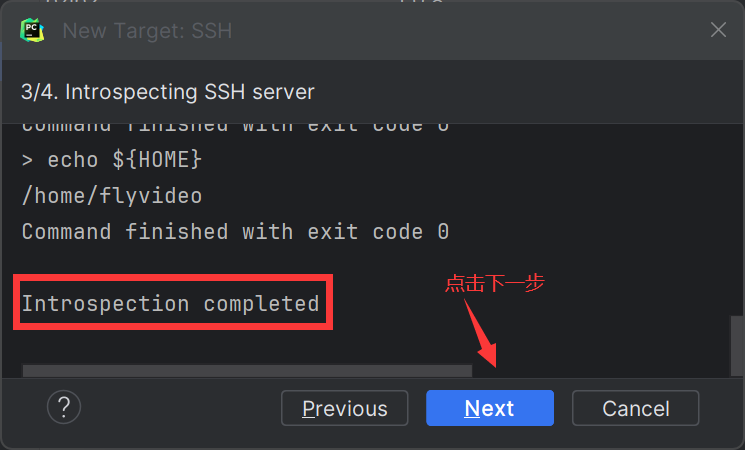 PC
New Target: SSH
3/4. Introspecting SSH server
Command finished with exit code 0
> echo ${HOME}
/home/flyvideo
Command finished with exit code 0
点击下一步
Introspection completed
?
Previous
Next
Cancel